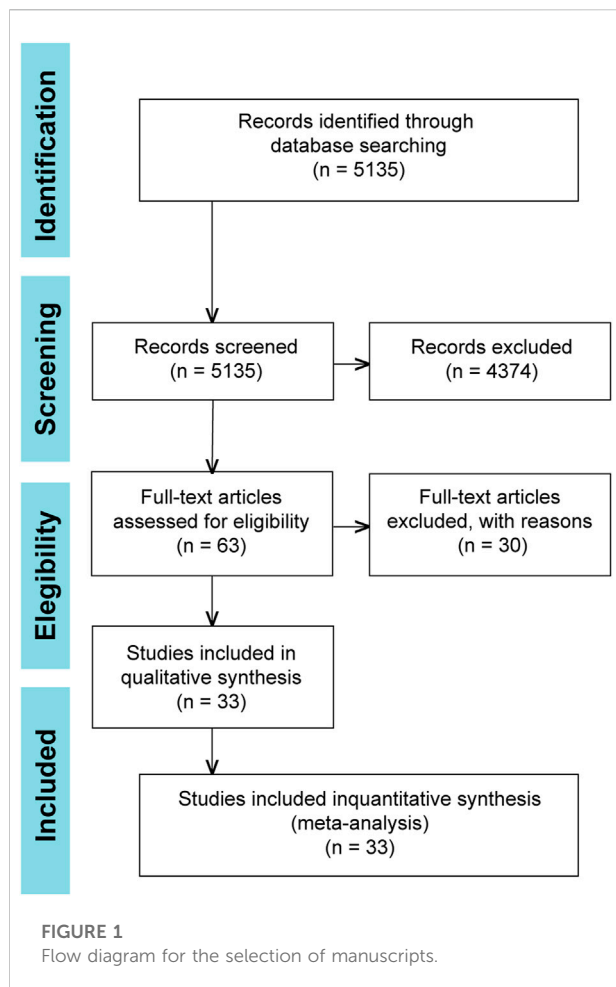 Identification
Records identified through
database searching
(n = 5135)
Screening
Records screened
(n = 5135)
Records excluded
(n = 4374)
Elegibility
Full-text articles
assessed for eligibility
(n = 63)
Full-text articles
excluded, with reasons
(n = 30)
Studies included in
qualitative synthesis
(n = 33)
Included
Studies included inquantitative synthesis
(meta-analysis)
(n = 33)
FIGURE 1
Flow diagram for the selection of manuscripts.